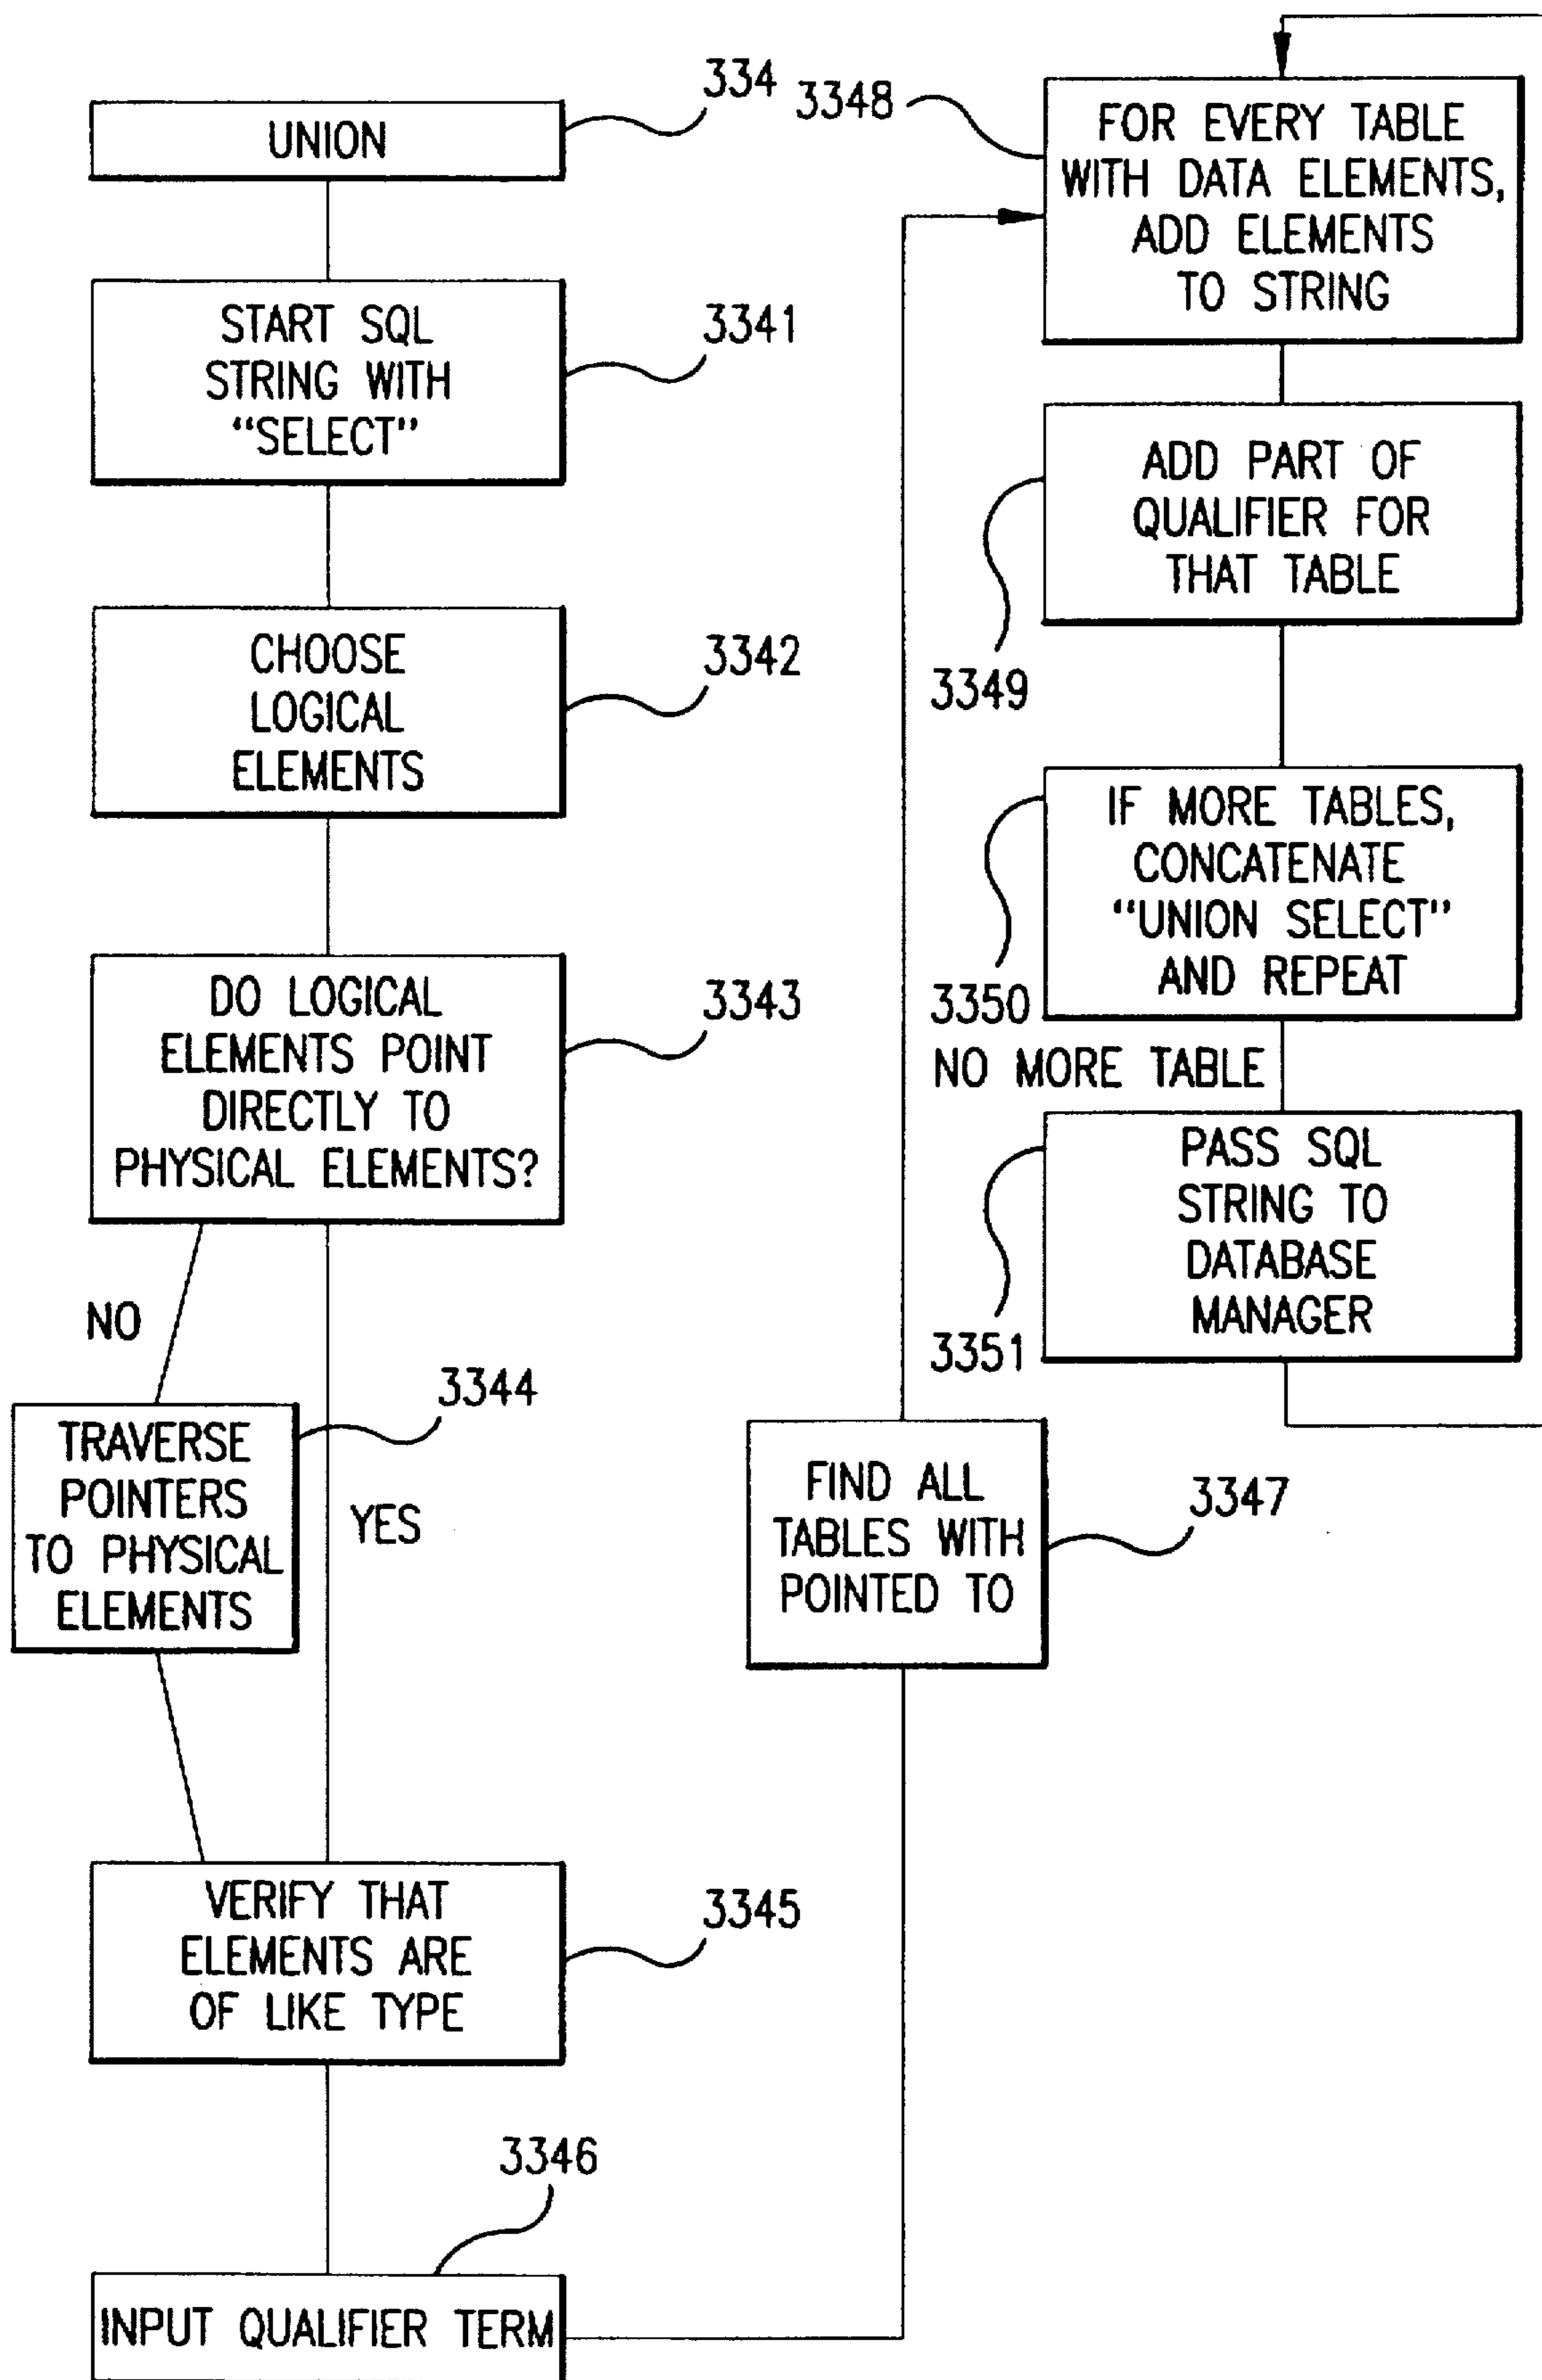 UNION
334
START SQL
STRING WITH
“SELECT”
3341
CHOOSE
LOGICAL
ELEMENTS
3342
DO LOGICAL
ELEMENTS POINT
DIRECTLY TO
PHYSICAL ELEMENTS?
3343
NO
YES
TRAVERSE
POINTERS
TO PHYSICAL
ELEMENTS
3344
VERIFY THAT
ELEMENTS ARE
OF LIKE TYPE
3345
3346
INPUT QUALIFIER TERM
FIND ALL
TABLES WITH
POINTED TO
3347
3348
FOR EVERY TABLE
WITH DATA ELEMENTS,
ADD ELEMENTS
TO STRING
ADD PART OF
QUALIFIER FOR
THAT TABLE
3349
IF MORE TABLES,
CONCATENATE
“UNION SELECT”
AND REPEAT
3350
NO MORE TABLE
PASS SQL
STRING TO
DATABASE
MANAGER
3351